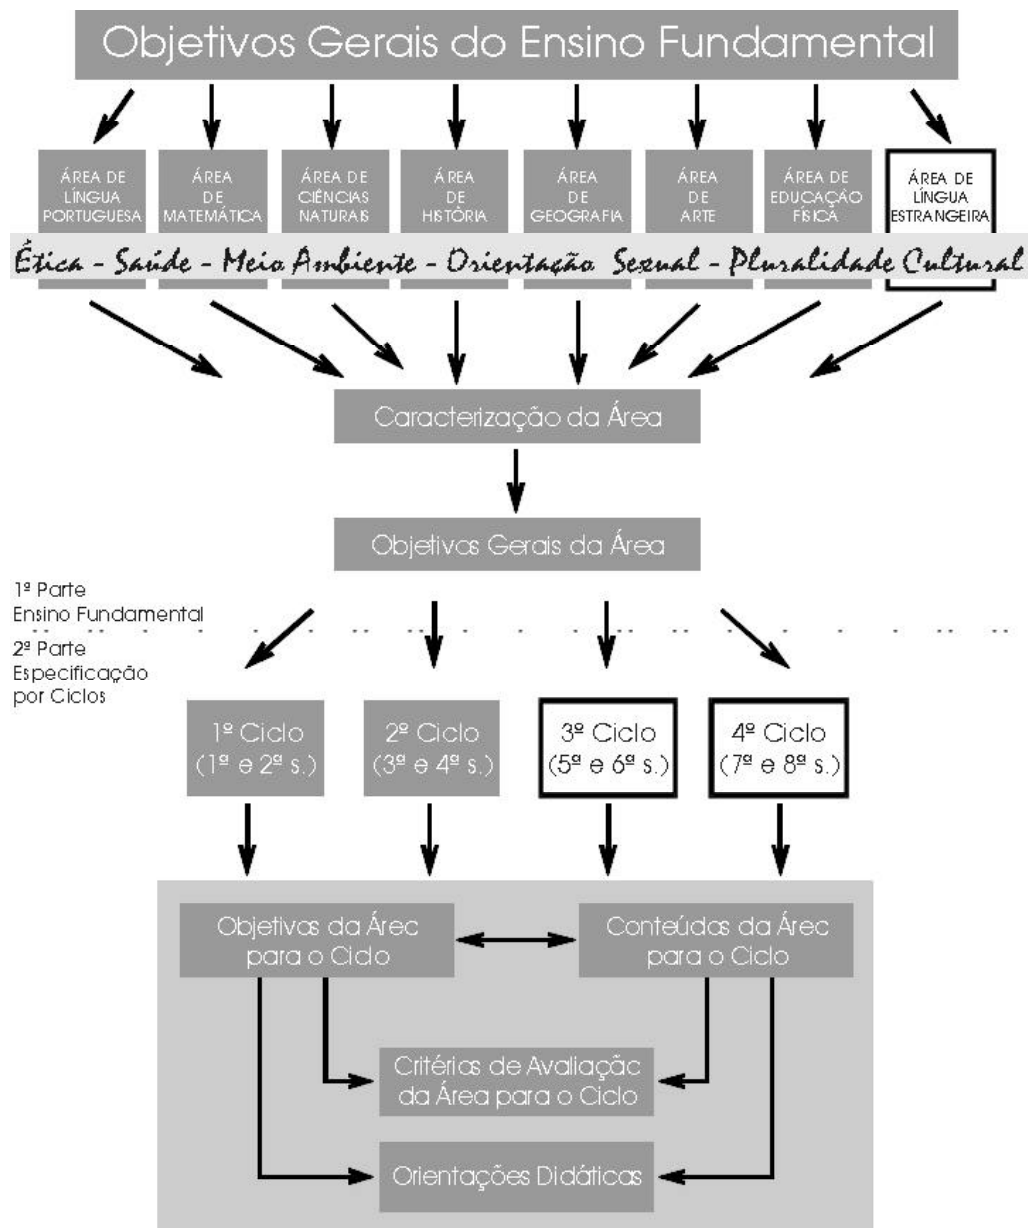 Objetivos Gerais do Ensino Fundamental
ÁREA DE
LÍNGUA
PORTUGUESA
ÁREA
DE
MATEMÁTICA
ÁREA DE
CIÊNCIAS
NATURAIS
ÁREA
DE
HISTÓRIA
ÁREA
DE
GEOGRAFIA
ÁREA
DE
ARTE
ÁREA DE
EDUCAÇÃO
FÍSICA
ÁREA DE
LÍNGUA
ESTRANGEIRA
Ética - Saúde - Meio Ambiente - Orientação Sexual - Pluralidade Cultural
Caracterização da Área
Objetivos Gerais da Área
1ª Parte
Ensino Fundamental
2ª Parte
Especificação
por Ciclos
1º Ciclo
(1ª e 2ª s.)
2º Ciclo
(3ª e 4ª s.)
3º Ciclo
(5ª e 6ª s.)
4º Ciclo
(7ª e 8ª s.)
Objetivos da Área
para o Ciclo
Conteúdos da Área
para o Ciclo
Critérios de Avaliação
da Área para o Ciclo
Orientações Didáticas